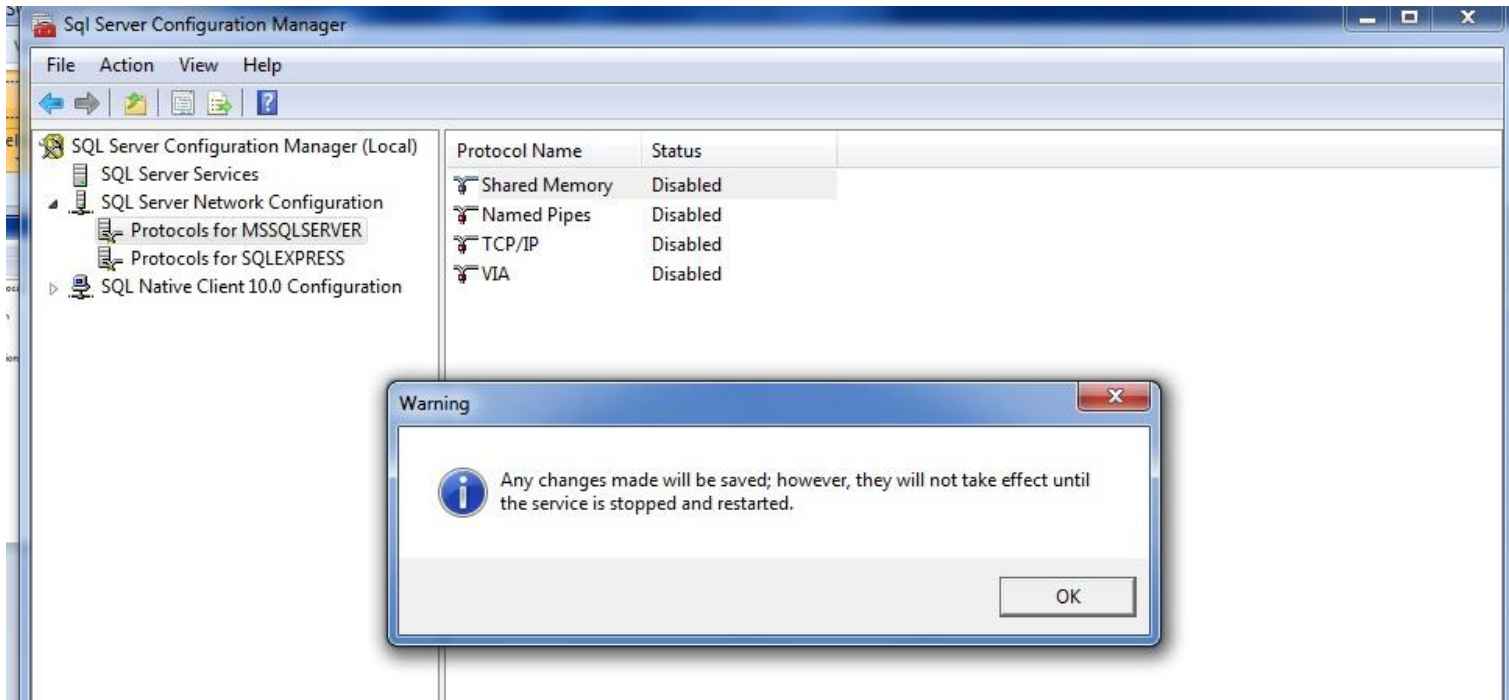 Sql Server Configuration Manager
File Action View Help
SQL Server Configuration Manager (Local)
SQL Server Services
SQL Server Network Configuration
Protocols for MSSQLSERVER
Protocols for SQLEXPRESS
SQL Native Client 10.0 Configuration
Protocol Name Status
Shared Memory Disabled
Named Pipes Disabled
TCP/IP Disabled
VIA Disabled
Warning
Any changes made will be saved; however, they will not take effect until
the service is stopped and restarted.
OK